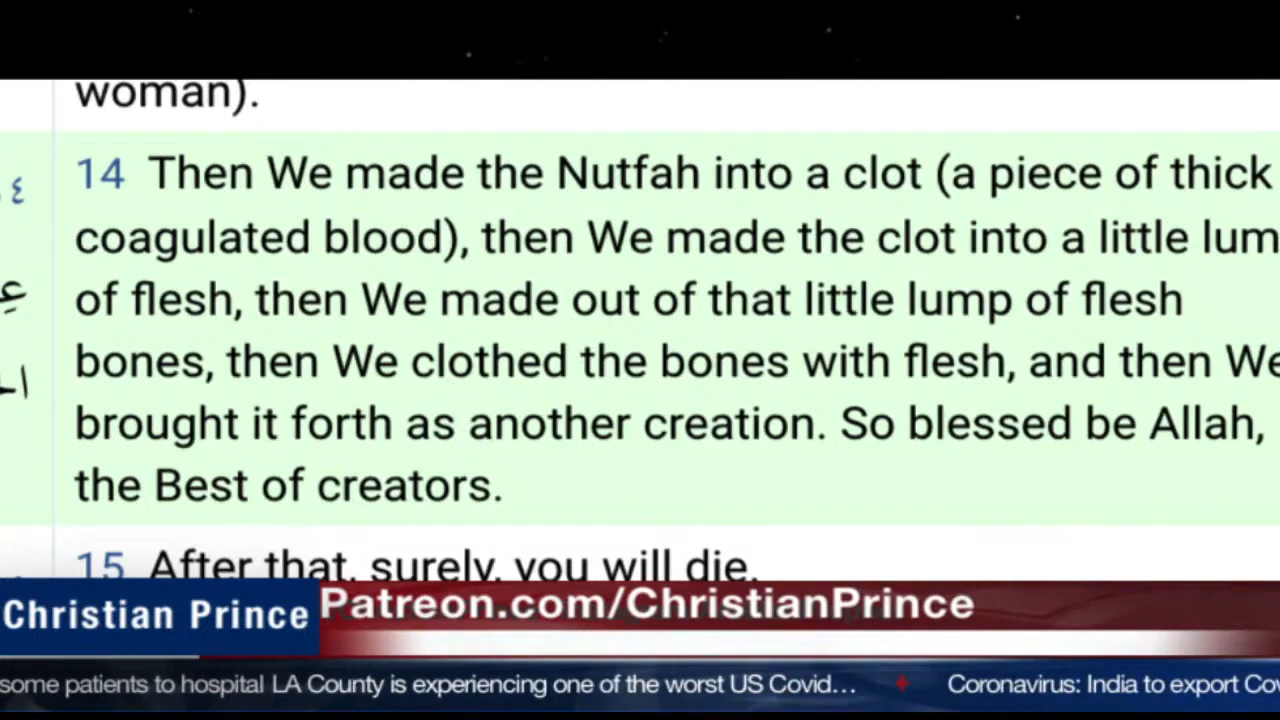 woman).
14 Then We made the Nutfah into a clot (a piece of thick
coagulated blood), then We made the clot into a little lum
of flesh, then We made out of that little lump of flesh
bones, then We clothed the bones with flesh, and then We
brought it forth as another creation. So blessed be Allah,
the Best of creators.
15 After that, surely, you will die.
Christian Prince
Patreon.com/ChristianPrince
some patients to hospital LA County is experiencing one of the worst US Covid... Coronavirus: India to export Cov